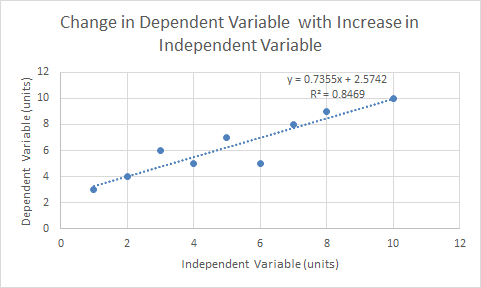 Change in Dependent Variable  with Increase in
Independent Variable
y = 0.7355x + 2.5742
R² = 0.8469
Dependent  Variable (units)
12
10
8
6
4
2
0
0 2 4 6 8 10 12
Independent  Variable (units)